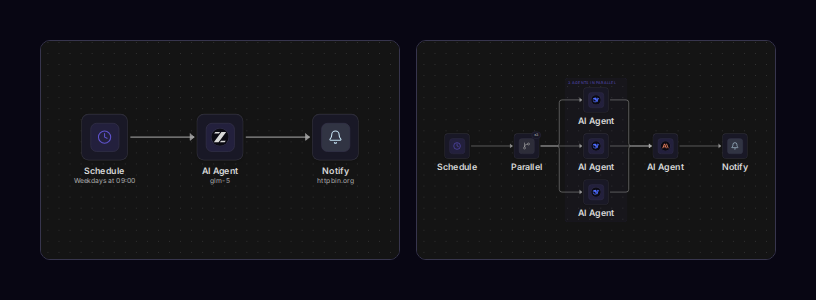 Schedule
Weekdays at 09:00
AI Agent
glm-5
Notify
httpbin.org
AI Agent
Schedule
Parallel
AI Agent
AI Agent
Notify
AI Agent